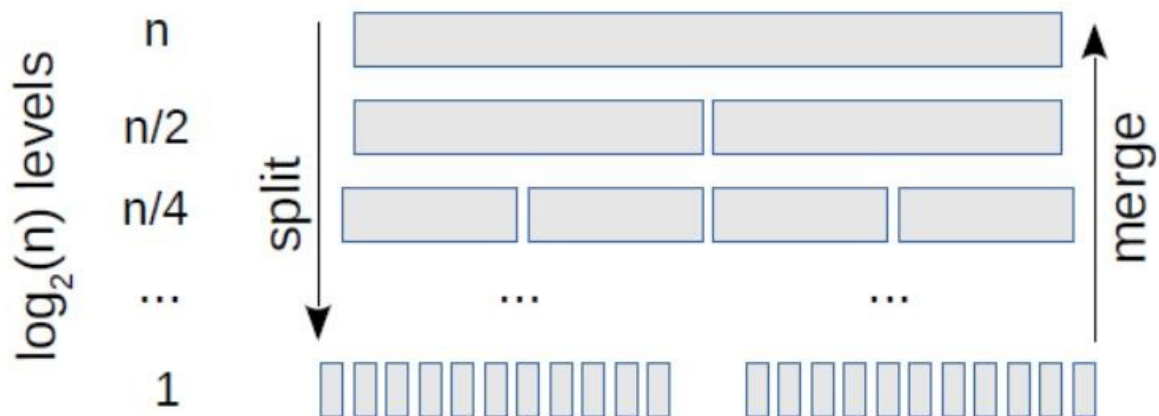 log₂(n) levels
n
n/2
n/4
...
1
split
... ...
merge